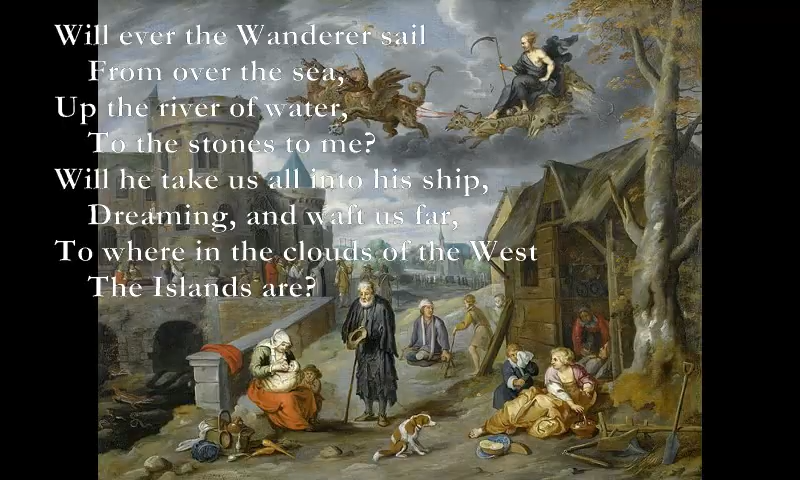 Will ever the Wanderer sail
From over the sea,
Up the river of water,
To the stones to me?
Will he take us all into his ship,
Dreaming, and waft us far,
To where in the clouds of the West
The Islands are?